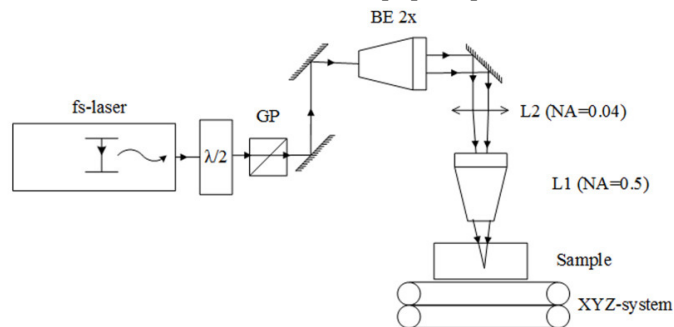 BE 2x
fs-laser
GP
λ/2
L2 (NA=0.04)
L1 (NA=0.5)
Sample
XYZ-system